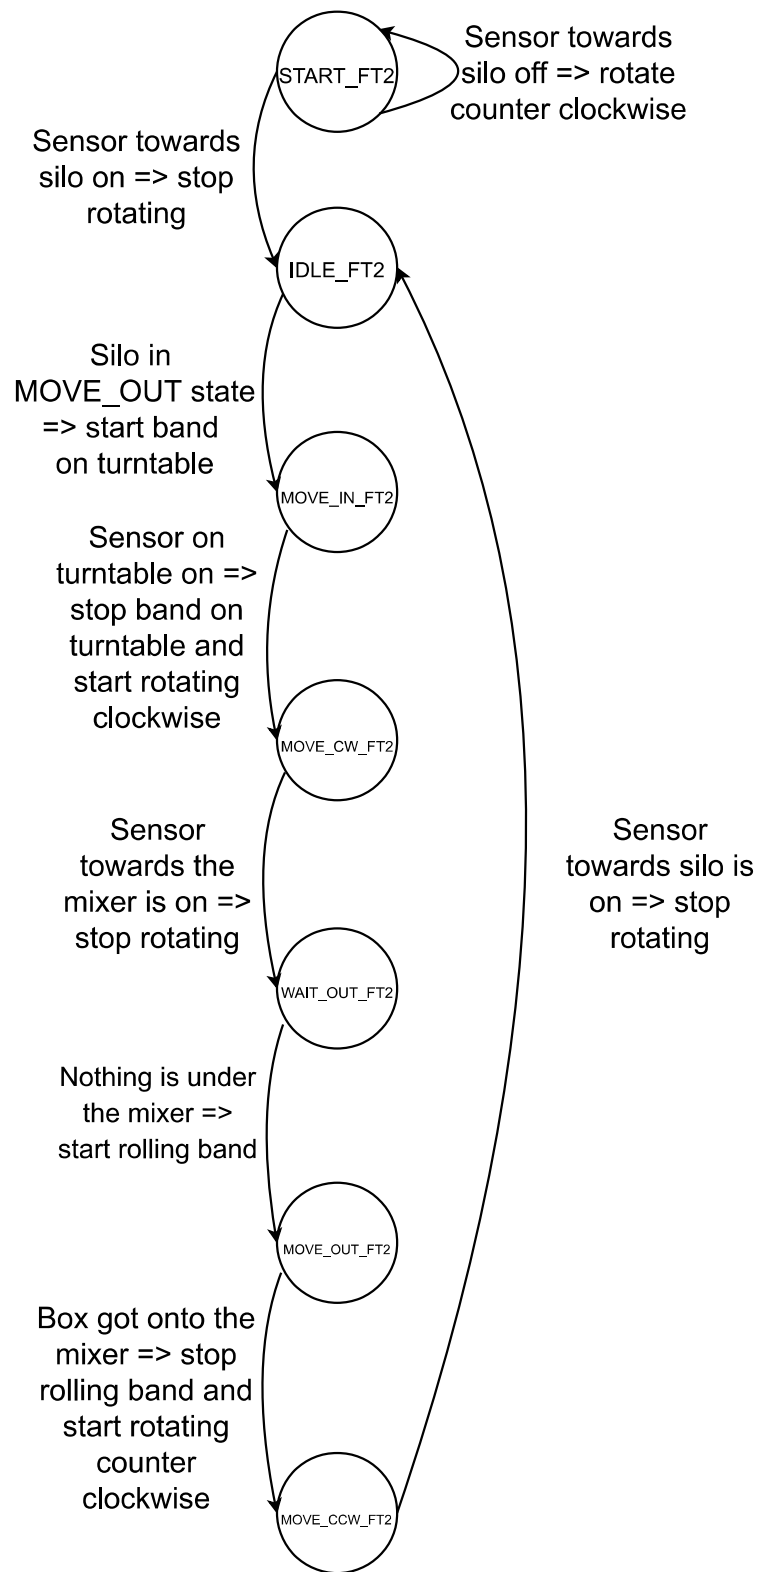 START_FT2
Sensor towards
silo off => rotate
counter clockwise
Sensor towards
silo on => stop
rotating
IDLE_FT2
Silo in
MOVE_OUT state
=> start band
on turntable
MOVE_IN_FT2
Sensor on
turntable on =>
stop band on
turntable and
start rotating
clockwise
MOVE_CW_FT2
Sensor
towards the
mixer is on =>
stop rotating
Sensor
towards silo is
on => stop
rotating
WAIT_OUT_FT2
Nothing is under
the mixer =>
start rolling band
MOVE_OUT_FT2
Box got onto the
mixer => stop
rolling band and
start rotating
counter
clockwise
MOVE_CCW_FT2